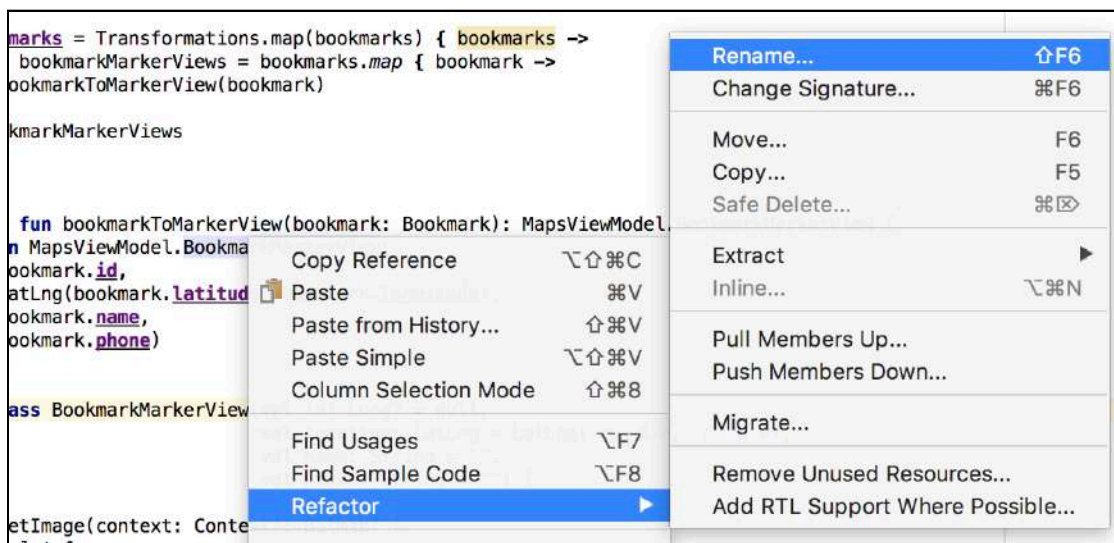 marks = Transformations.map(bookmarks) { bookmarks ->
bookmarkMarkerViews = bookmarks.map { bookmark ->
ookmarkToMarkerView(bookmark)
kmarkMarkerViews
fun bookmarkToMarkerView(bookmark: Bookmark): MapsViewModel.
n MapsViewModel.Bookma
ookmark.id,
atLng(bookmark.latitud
ookmark.name,
ookmark.phone)
ass BookmarkMarkerView
etImage(context: Conte
Copy Reference ⌥⇧⌘C
Paste ⌘V
Paste from History... ⇧⌘V
Paste Simple ⌥⇧⌘V
Column Selection Mode ⇧⌘8
Find Usages ⌥F7
Find Sample Code ⌥F8
Refactor
Rename... ⇧F6
Change Signature... ⌘F6
Move... F6
Copy... F5
Safe Delete... ⌘⌦
Extract
Inline... ⌥⌘N
Pull Members Up...
Push Members Down...
Migrate...
Remove Unused Resources...
Add RTL Support Where Possible...